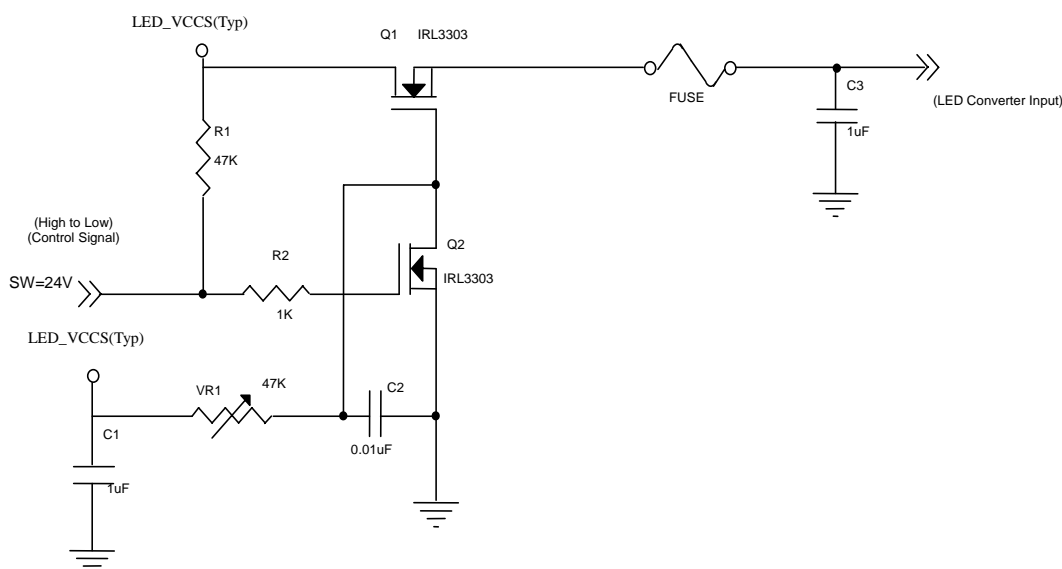 LED_VCCS(Typ)
Q1 IRL3303
R1
47K
FUSE
C3
1uF
(LED Converter Input)
(High to Low)
(Control Signal)
SW=24V
R2
1K
Q2
IRL3303
LED_VCCS(Typ)
VR1
47K
C2
0.01uF
C1
1uF